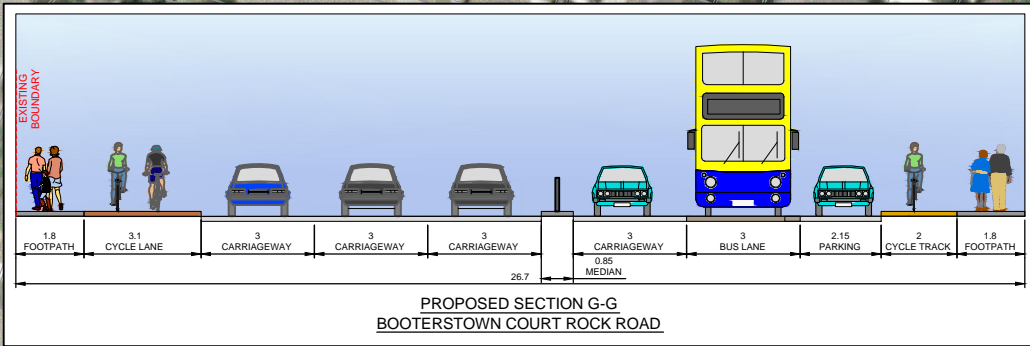 EXISTING
BOUNDARY
1.8
FOOTPATH
3.1
CYCLE LANE
3
CARRIAGEWAY
3
CARRIAGEWAY
3
CARRIAGEWAY
0.85
MEDIAN
3
CARRIAGEWAY
3
BUS LANE
2.15
PARKING
2
CYCLE TRACK
1.8
FOOTPATH
26.7
PROPOSED SECTION G-G
BOOTERSTOWN COURT ROCK ROAD